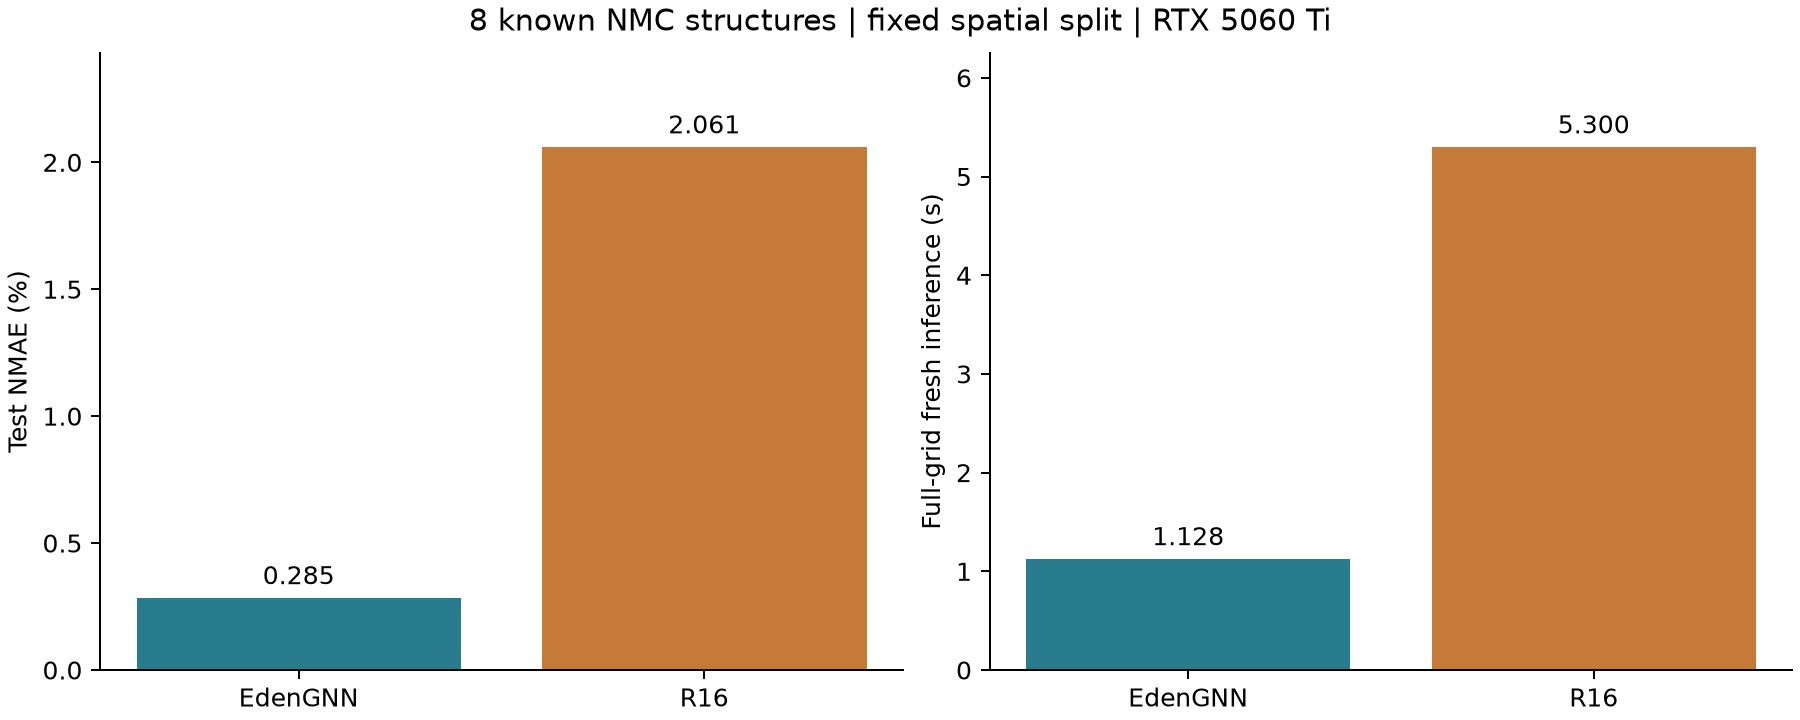 8 known NMC structures | fixed spatial split | RTX 5060 Ti
Test NMAE (%)
2.0
1.5
1.0
0.5
0.0
0.285
2.061
EdenGNN
R16
Full-grid fresh inference (s)
6
5
4
3
2
1
0
1.128
5.300
EdenGNN
R16